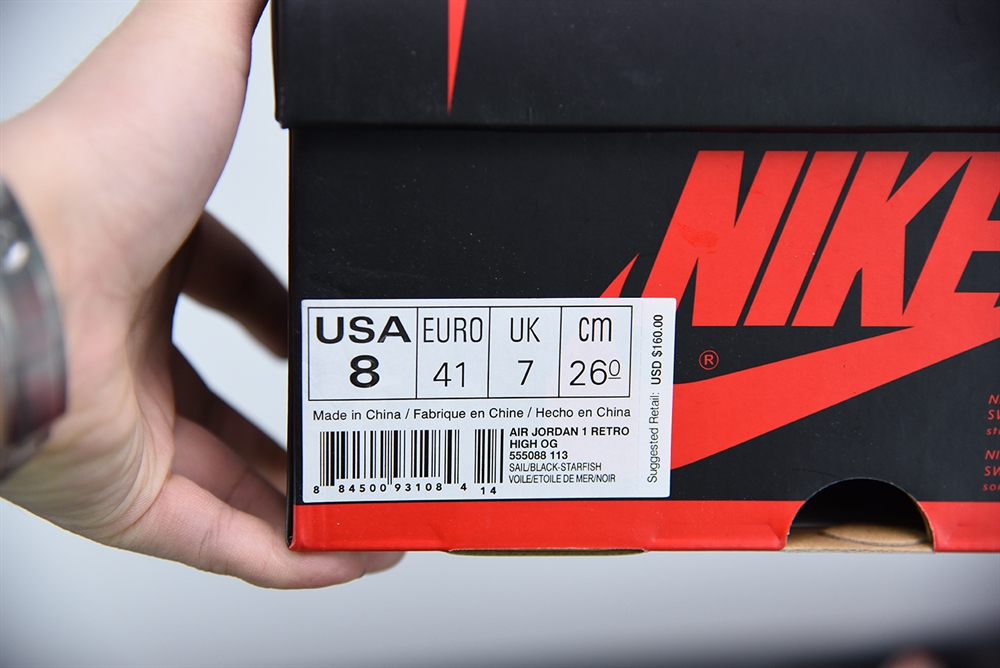 NIKE
®
USA EURO UK cm
8 41 7 26⁰
Made in China / Fabrique en Chine / Hecho en China
AIR JORDAN 1 RETRO
HIGH OG
555088 113
SAIL/BLACK-STARFISH
VOILE/ETOILE DE MER/NOIR
8 84500 93108 4 14
Suggested Retail: USD $160.00